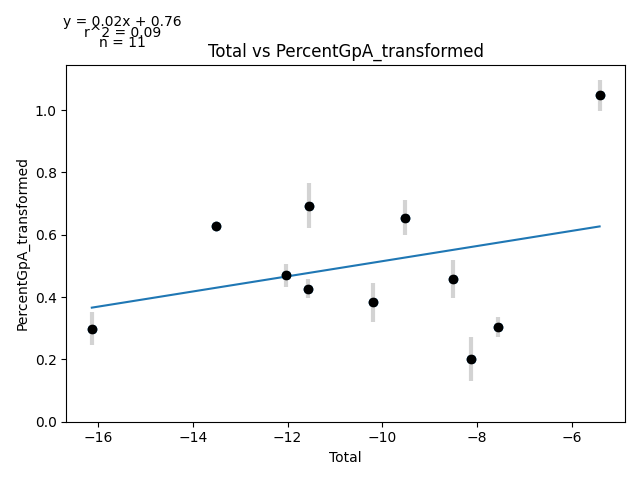 y = 0.02x + 0.76
r^2 = 0.09
n = 11
Total vs PercentGpA_transformed
PercentGpA_transformed
1.0
0.8
0.6
0.4
0.2
0.0
−16 −14 −12 −10 −8 −6
Total